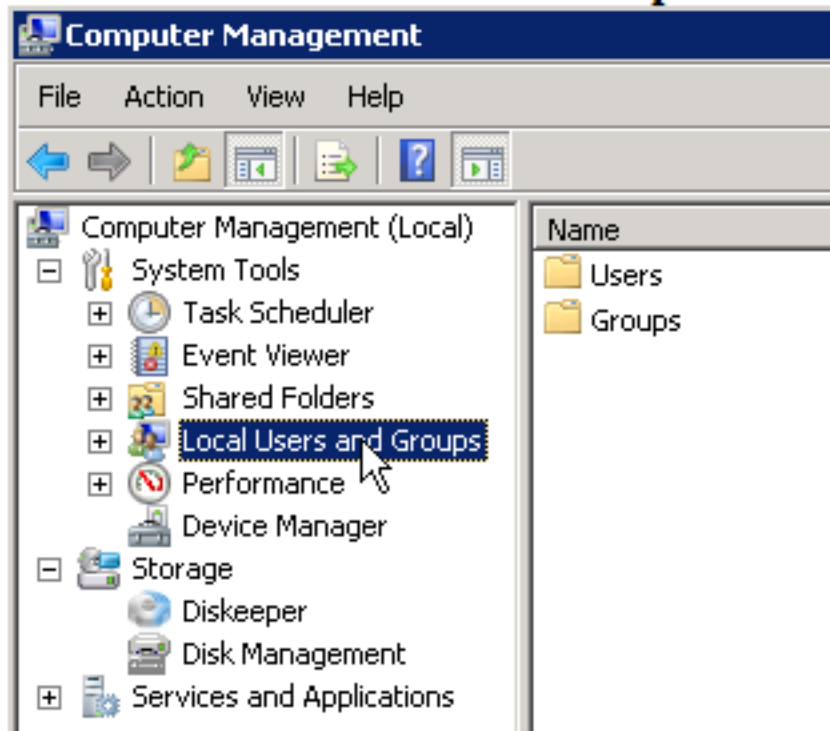 Computer Management
File Action View Help
Computer Management (Local)
System Tools
Task Scheduler
Event Viewer
Shared Folders
Local Users and Groups
Performance
Device Manager
Storage
Diskeeper
Disk Management
Services and Applications
Name
Users
Groups